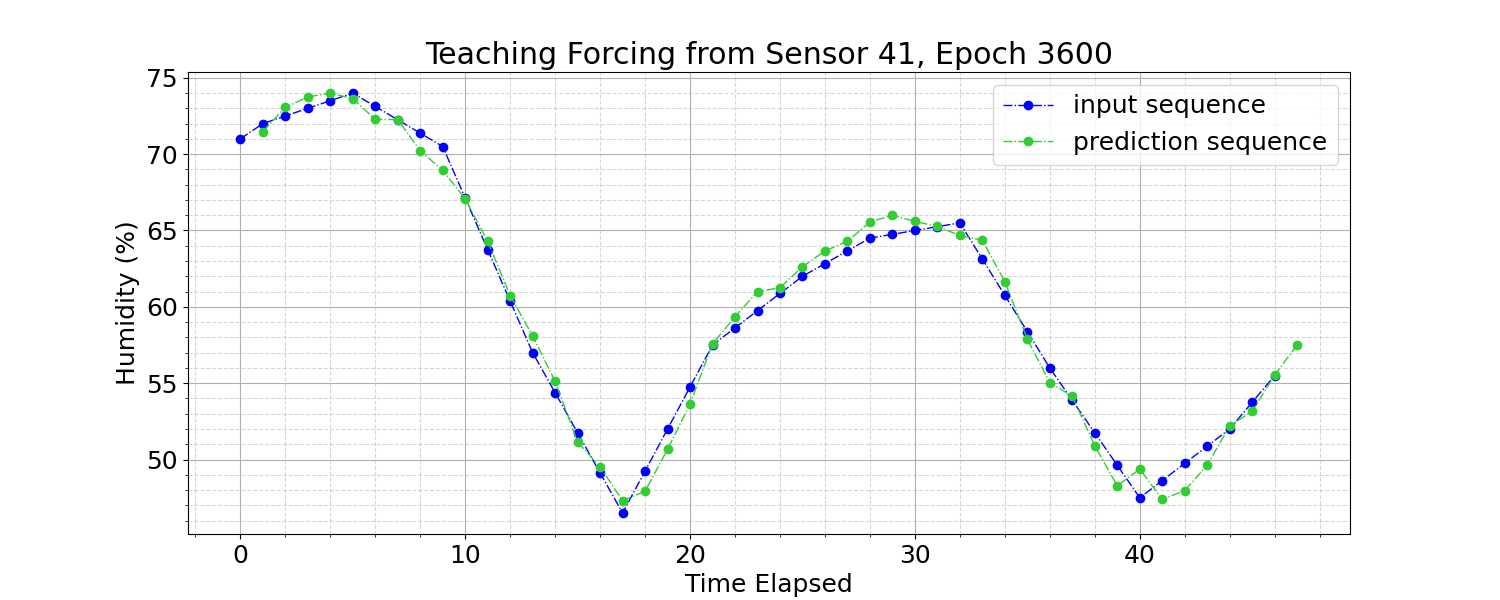 Teaching Forcing from Sensor 41, Epoch 3600
75
70
65
60
55
50
Humidity (%)
input sequence
prediction sequence
0 10 20 30 40
Time Elapsed